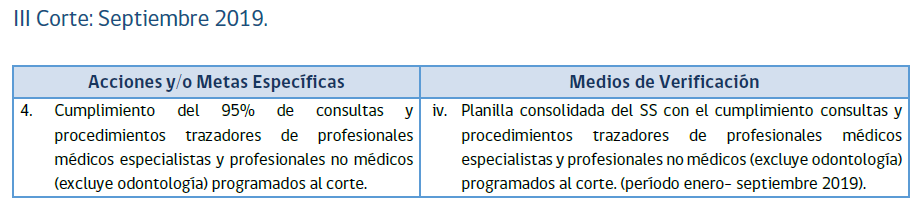 III Corte: Septiembre 2019.
Acciones y/o Metas Específicas
Medios de Verificación
4. Cumplimiento del 95% de consultas y
procedimientos trazadores de profesionales
médicos especialistas y profesionales no médicos
(excluye odontología) programados al corte.
iv. Planilla consolidada del SS con el cumplimiento consultas y
procedimientos trazadores de profesionales médicos
especialistas y profesionales no médicos (excluye odontología)
programados al corte. (período enero- septiembre 2019).